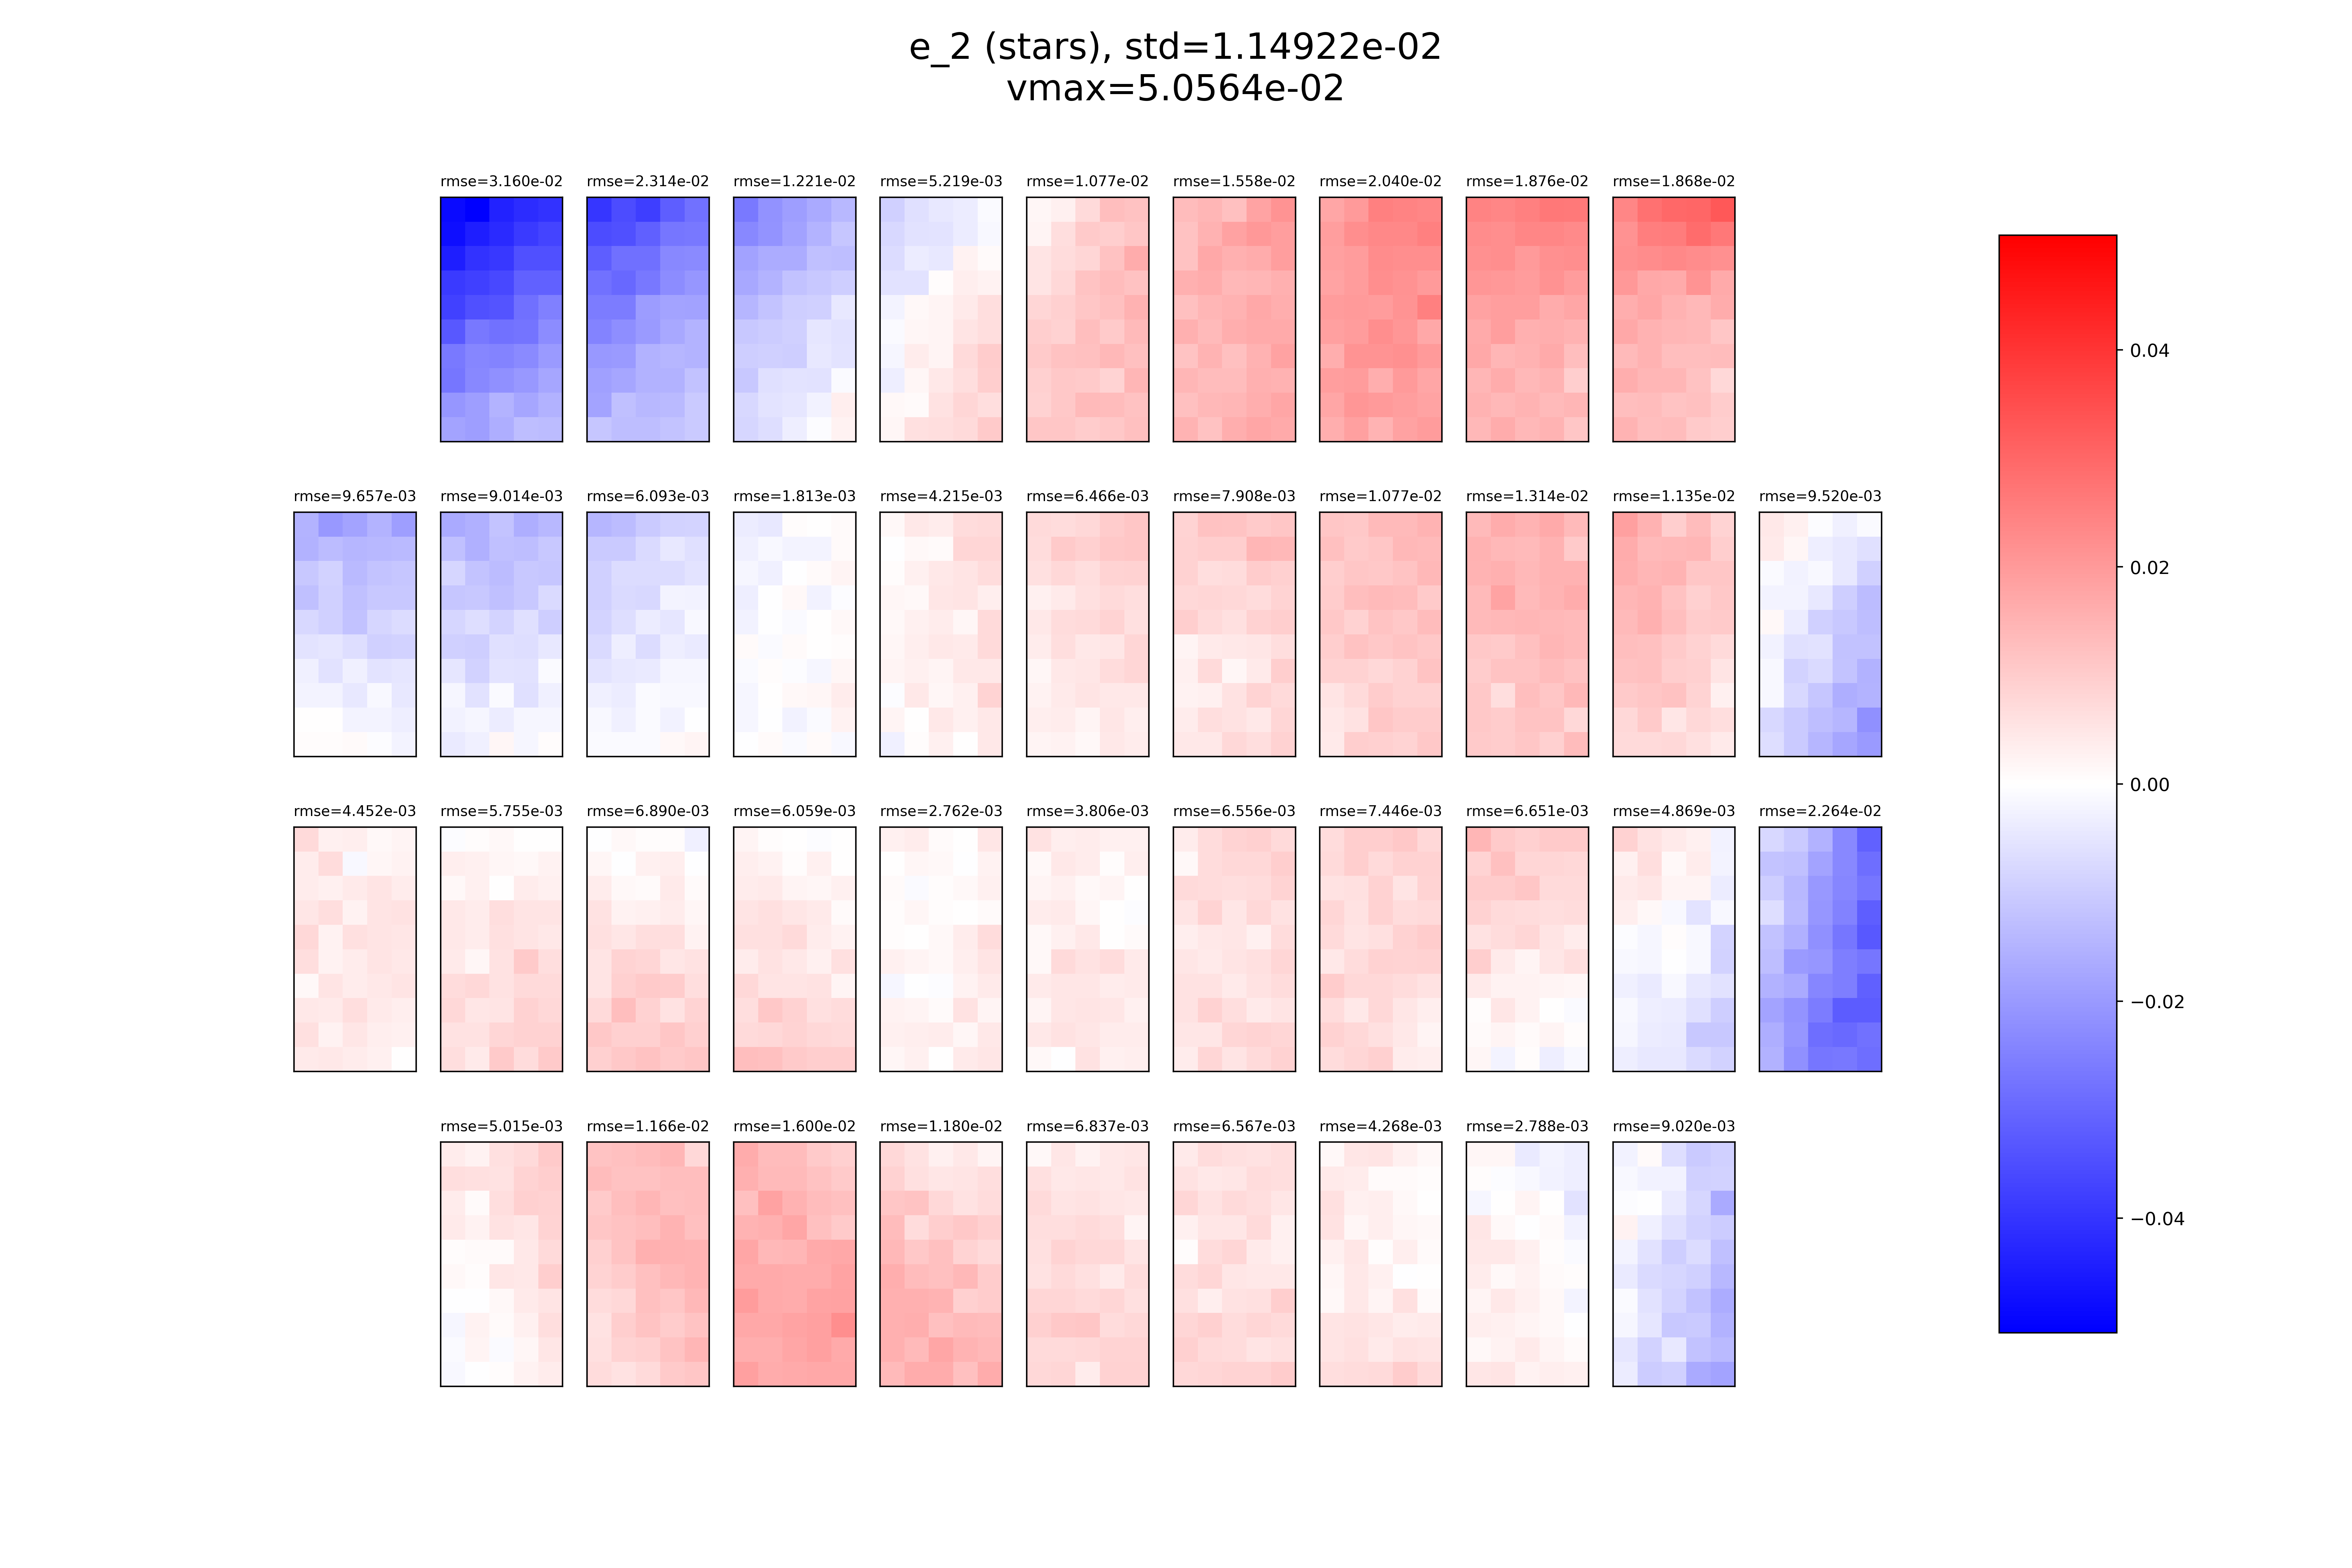 e_2 (stars), std=1.14922e-02
vmax=5.0564e-02
rmse=3.160e-02 rmse=2.314e-02 rmse=1.221e-02 rmse=5.219e-03 rmse=1.077e-02 rmse=1.558e-02 rmse=2.040e-02 rmse=1.876e-02 rmse=1.868e-02
rmse=9.657e-03 rmse=9.014e-03 rmse=6.093e-03 rmse=1.813e-03 rmse=4.215e-03 rmse=6.466e-03 rmse=7.908e-03 rmse=1.077e-02 rmse=1.314e-02 rmse=1.135e-02 rmse=9.520e-03
rmse=4.452e-03 rmse=5.755e-03 rmse=6.890e-03 rmse=6.059e-03 rmse=2.762e-03 rmse=3.806e-03 rmse=6.556e-03 rmse=7.446e-03 rmse=6.651e-03 rmse=4.869e-03 rmse=2.264e-02
rmse=5.015e-03 rmse=1.166e-02 rmse=1.600e-02 rmse=1.180e-02 rmse=6.837e-03 rmse=6.567e-03 rmse=4.268e-03 rmse=2.788e-03 rmse=9.020e-03
0.04
0.02
0.00
−0.02
−0.04